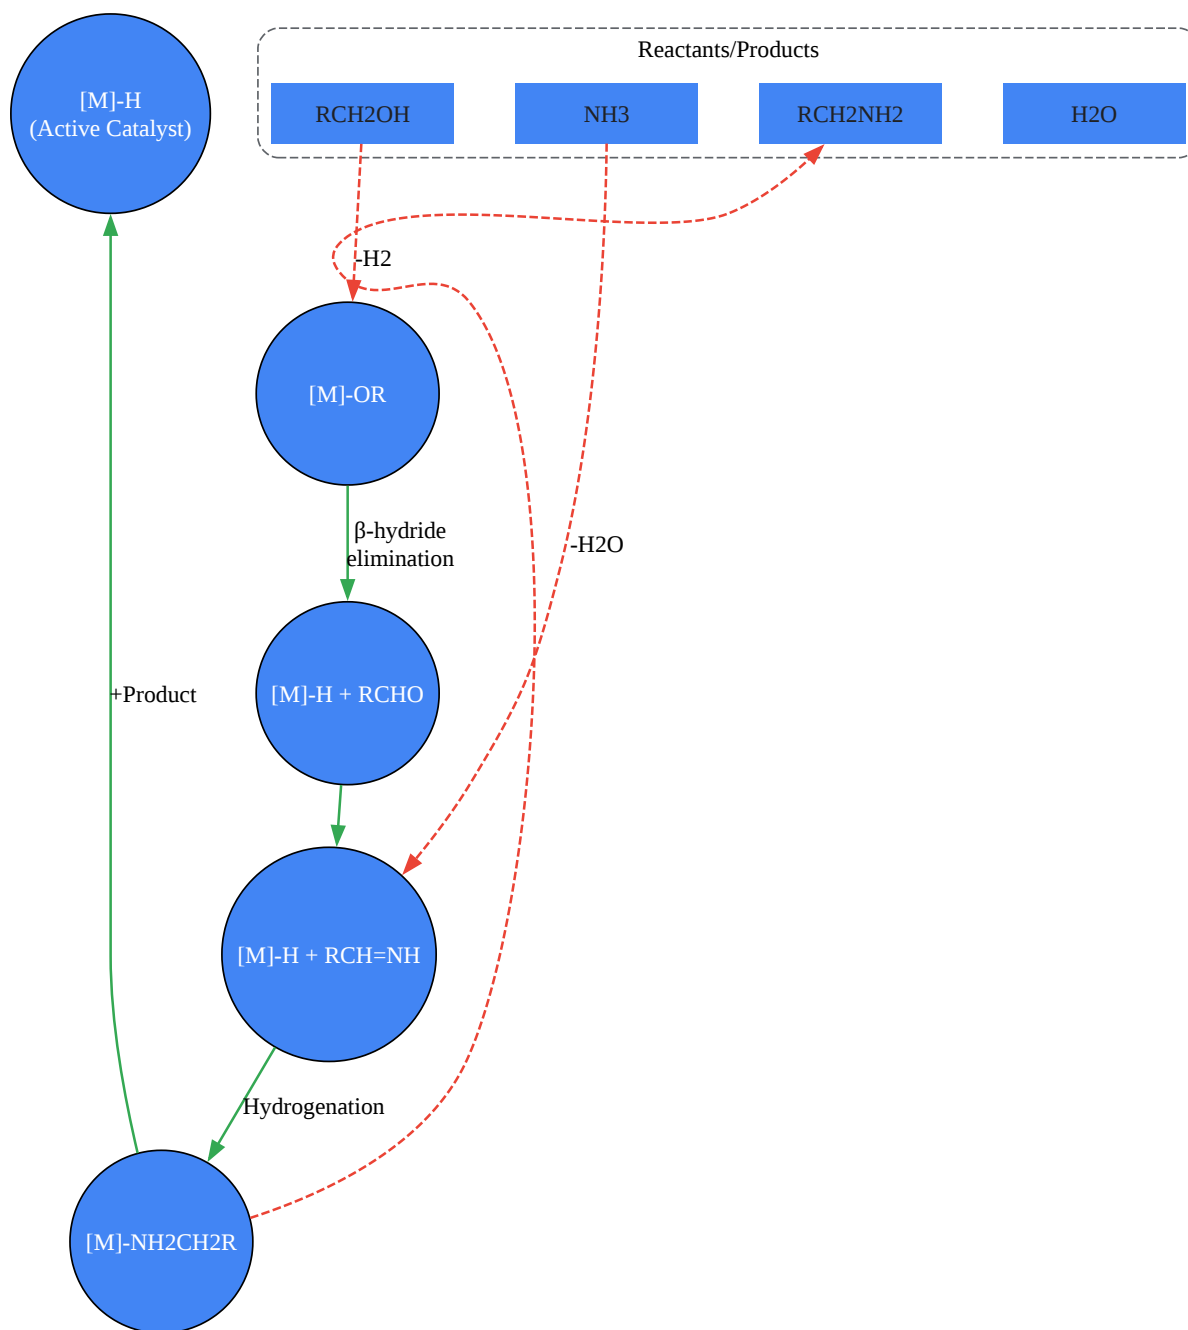 [M]-H
(Active Catalyst)
Reactants/Products
RCH2OH
NH3
RCH2NH2
H2O
-H2
[M]-OR
β-hydride
elimination
-H2O
[M]-H + RCHO
+Product
[M]-H + RCH=NH
Hydrogenation
[M]-NH2CH2R